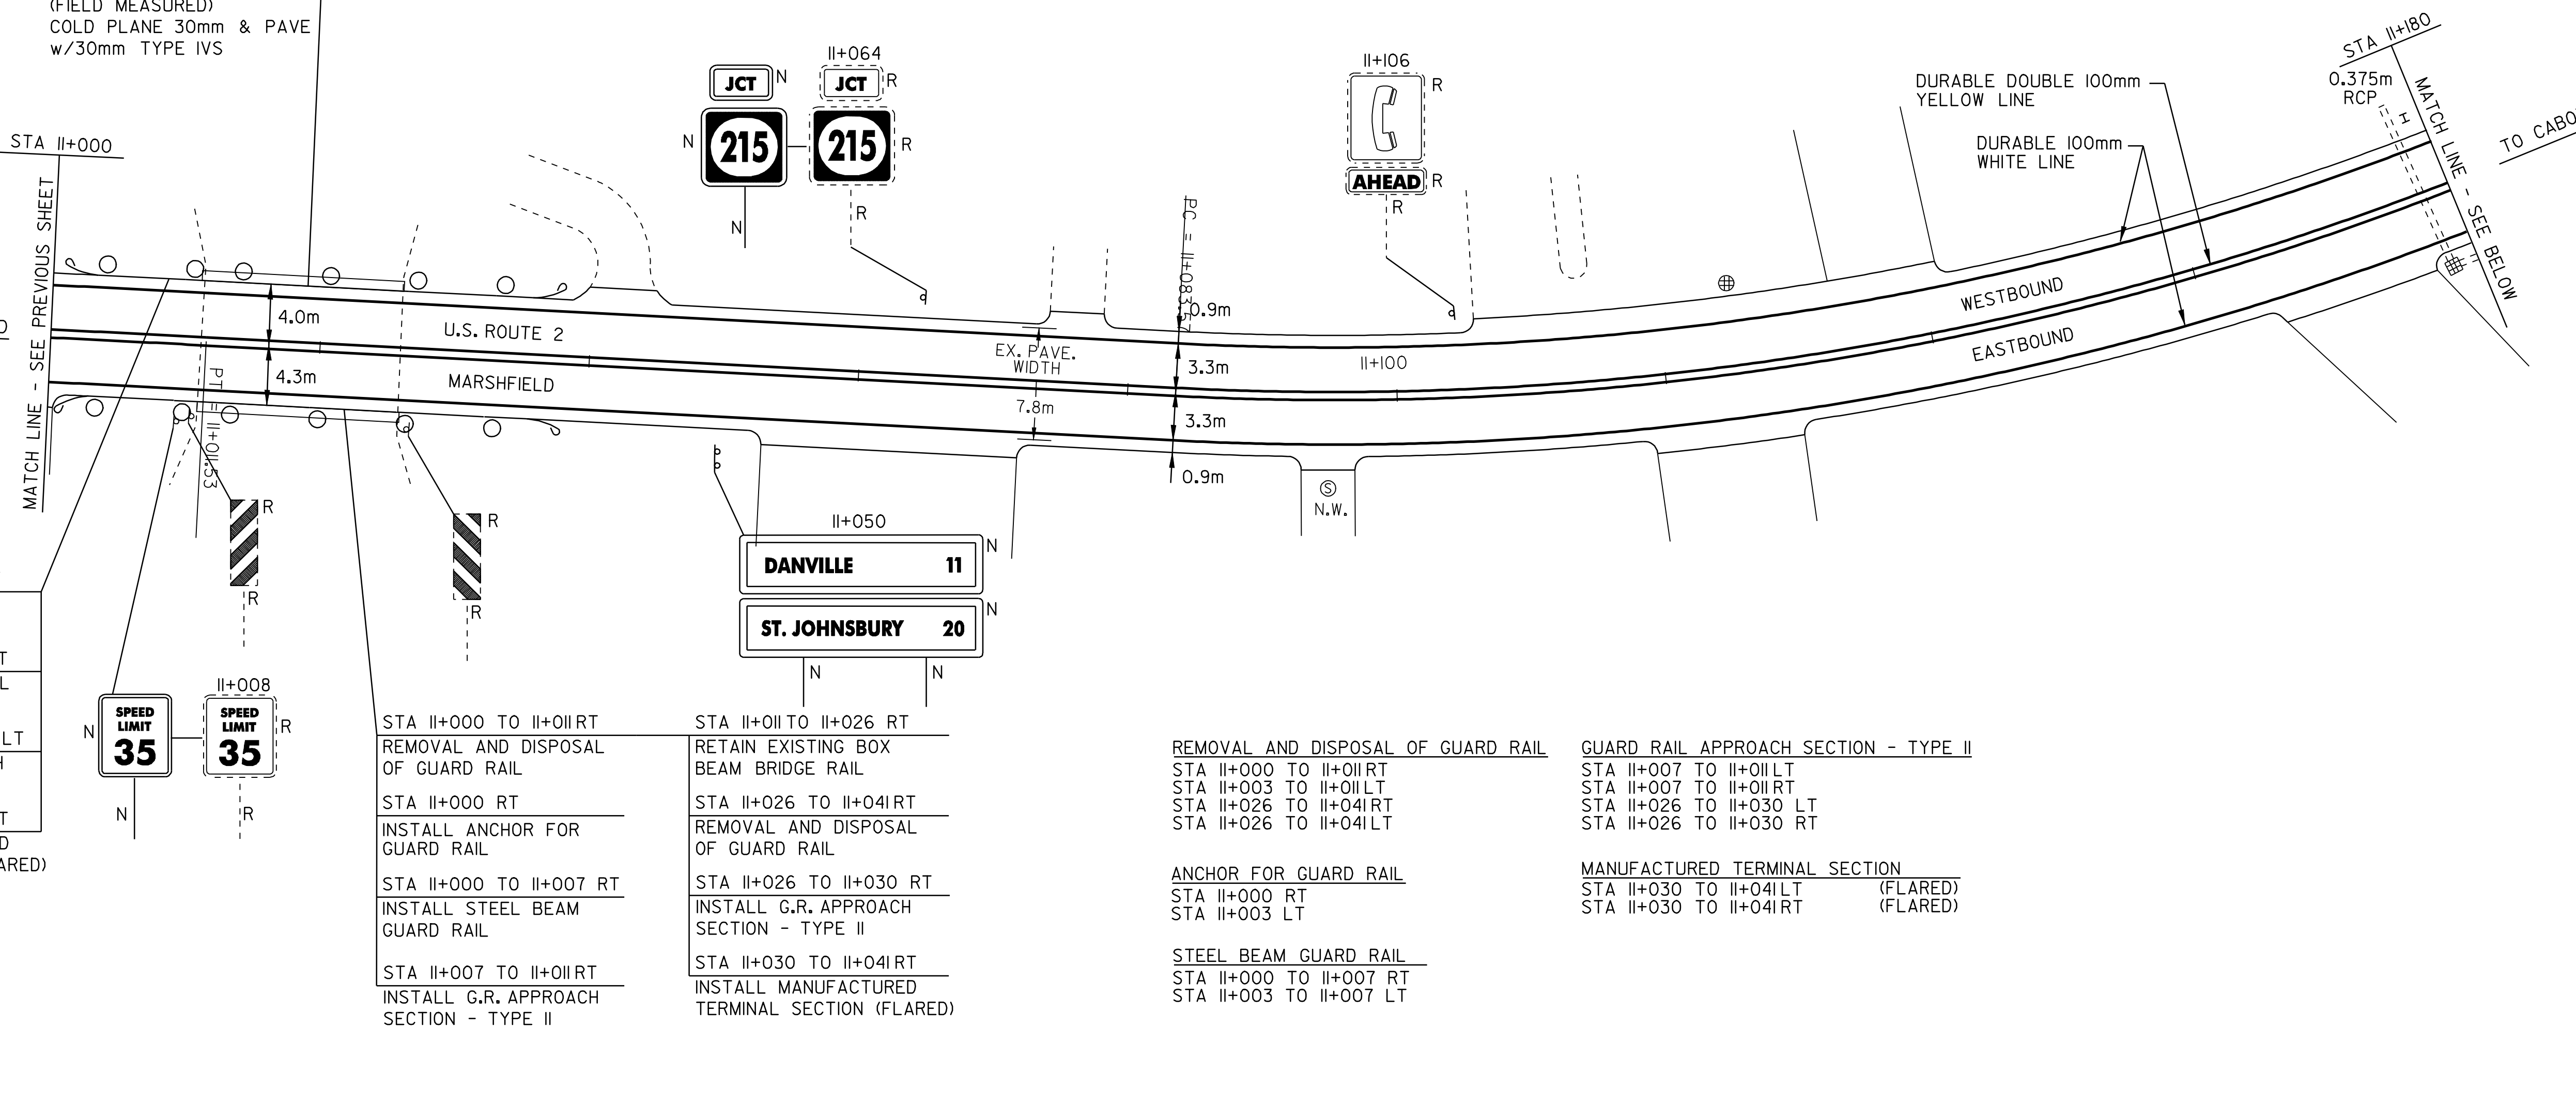 (FIELD MEASURED)
COLD PLANE 30mm & PAVE
w/30mm TYPE IVS
STA 11+000
MATCH LINE - SEE PREVIOUS SHEET
JCT N
N 215
N
11+064
JCT R
215 R
R
11+106
R
AHEAD R
R
DURABLE DOUBLE 100mm
YELLOW LINE
DURABLE 100mm
WHITE LINE
STA 11+180
0.375m
RCP
H
MATCH LINE - SEE BELOW
TO CABO
4.0m
U.S. ROUTE 2
4.3m
MARSHFIELD
PT = 11+011.53
EX. PAVE.
WIDTH
7.8m
PC = 11+083.57
0.9m
3.3m
3.3m
0.9m
11+100
WESTBOUND
EASTBOUND
S
N.W.
R
R
R
R
11+050
DANVILLE 11 N
ST. JOHNSBURY 20 N
N N
T
L
LT
H
T
D
ARED)
N SPEED
LIMIT
35
N
11+008
SPEED
LIMIT
35 R
R
STA 11+000 TO 11+011 RT
REMOVAL AND DISPOSAL
OF GUARD RAIL
STA 11+000 RT
INSTALL ANCHOR FOR
GUARD RAIL
STA 11+000 TO 11+007 RT
INSTALL STEEL BEAM
GUARD RAIL
STA 11+007 TO 11+011 RT
INSTALL G.R. APPROACH
SECTION - TYPE II
STA 11+011 TO 11+026 RT
RETAIN EXISTING BOX
BEAM BRIDGE RAIL
STA 11+026 TO 11+041 RT
REMOVAL AND DISPOSAL
OF GUARD RAIL
STA 11+026 TO 11+030 RT
INSTALL G.R. APPROACH
SECTION - TYPE II
STA 11+030 TO 11+041 RT
INSTALL MANUFACTURED
TERMINAL SECTION (FLARED)
REMOVAL AND DISPOSAL OF GUARD RAIL
STA 11+000 TO 11+011 RT
STA 11+003 TO 11+011 LT
STA 11+026 TO 11+041 RT
STA 11+026 TO 11+041 LT
ANCHOR FOR GUARD RAIL
STA 11+000 RT
STA 11+003 LT
STEEL BEAM GUARD RAIL
STA 11+000 TO 11+007 RT
STA 11+003 TO 11+007 LT
GUARD RAIL APPROACH SECTION - TYPE II
STA 11+007 TO 11+011 LT
STA 11+007 TO 11+011 RT
STA 11+026 TO 11+030 LT
STA 11+026 TO 11+030 RT
MANUFACTURED TERMINAL SECTION
STA 11+030 TO 11+041 LT (FLARED)
STA 11+030 TO 11+041 RT (FLARED)